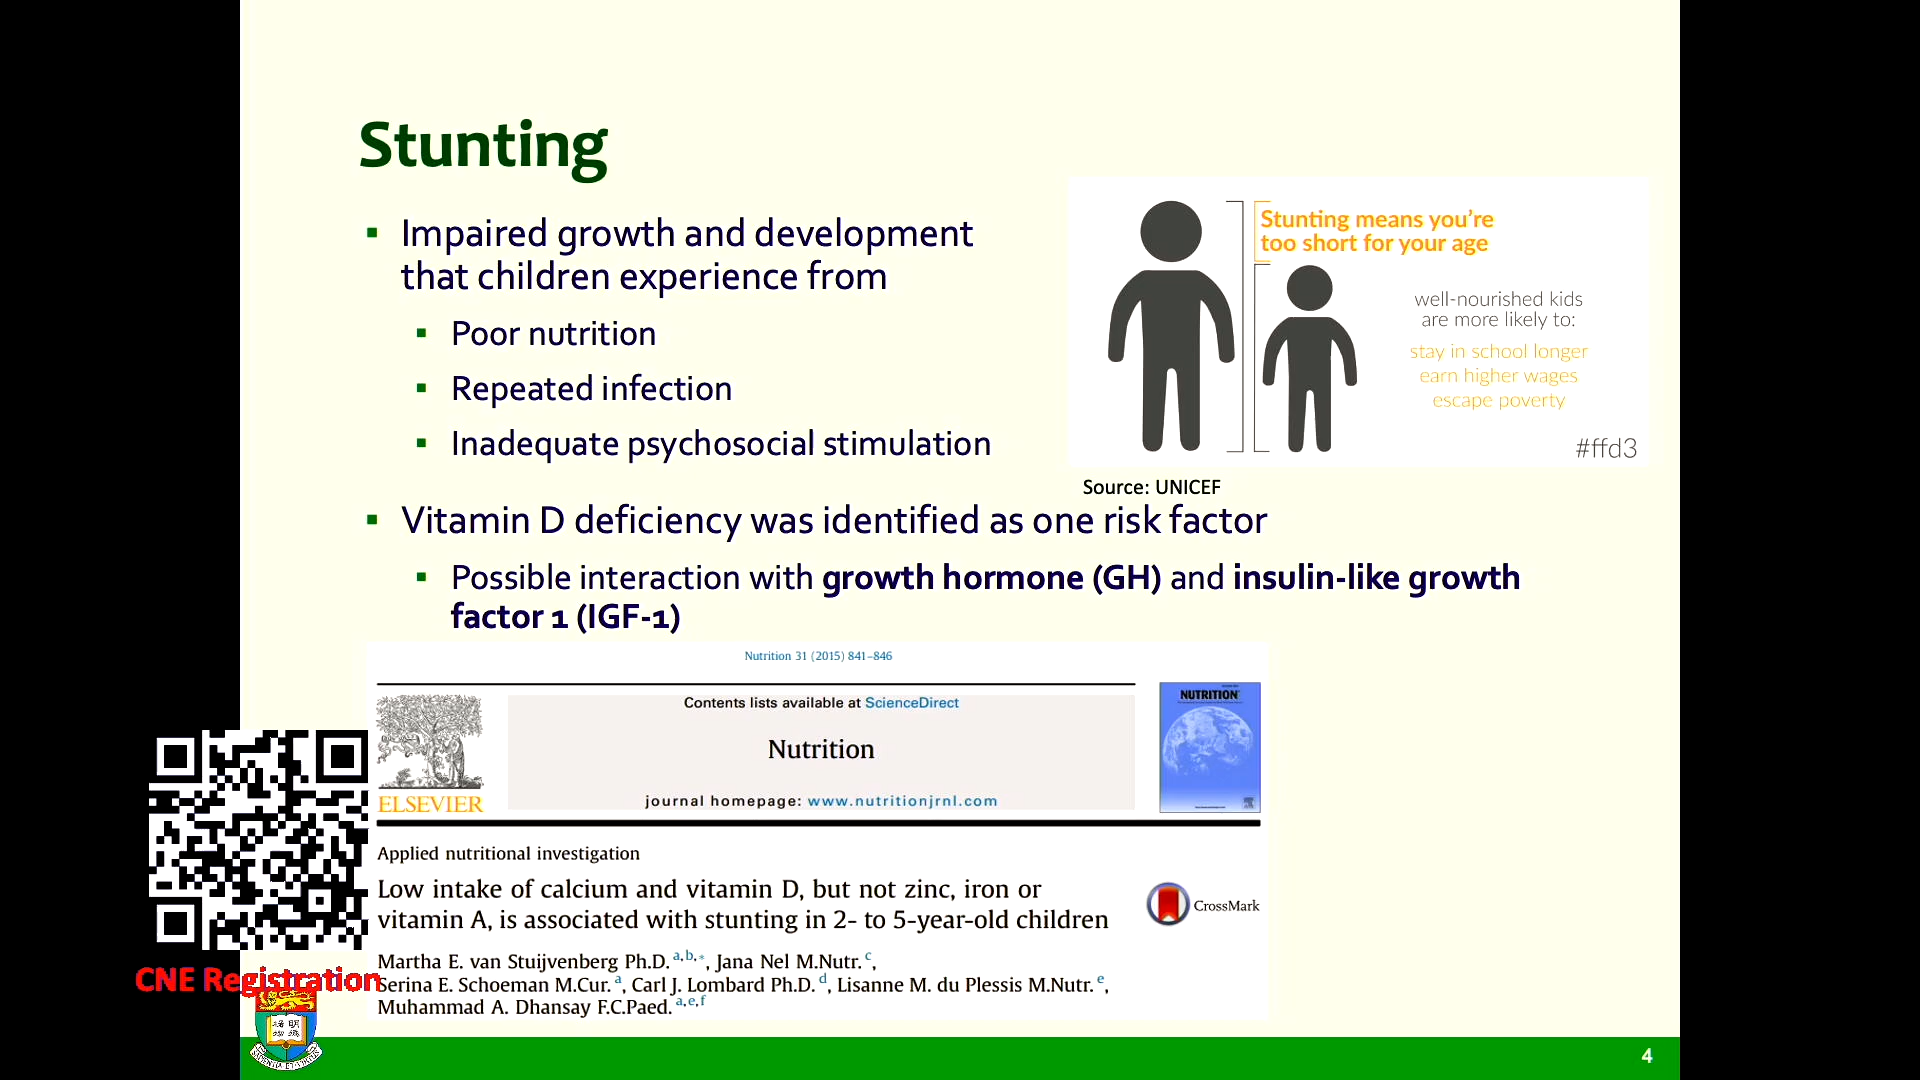 Stunting
Impaired growth and development
that children experience from
Poor nutrition
Repeated infection
Inadequate psychosocial stimulation
Stunting means you're
too short for your age
well-nourished kids
are more likely to:
stay in school longer
earn higher wages
escape poverty
#ffd3
Source: UNICEF
Vitamin D deficiency was identified as one risk factor
Possible interaction with growth hormone (GH) and insulin-like growth
factor 1 (IGF-1)
Nutrition 31 (2015) 841–846
Contents lists available at ScienceDirect
Nutrition
journal homepage: www.nutritionjrnl.com
ELSEVIER
NUTRITION
Applied nutritional investigation
Low intake of calcium and vitamin D, but not zinc, iron or
vitamin A, is associated with stunting in 2- to 5-year-old children
CrossMark
Martha E. van Stuijvenberg Ph.D. a,b,*, Jana Nel M.Nutr. c,
Serina E. Schoeman M.Cur. a, Carl J. Lombard Ph.D. d, Lisanne M. du Plessis M.Nutr. e,
Muhammad A. Dhansay F.C.Paed. a,e,f
CNE Registration
4